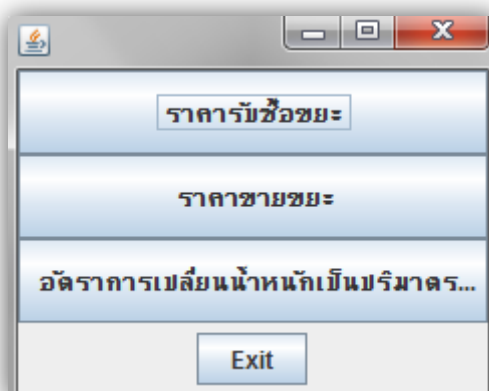 ราคารับซื้อขยะ
ราคาขายขยะ
อัตราการเปลี่ยนน้ำหนักเป็นปริมาตร...
Exit